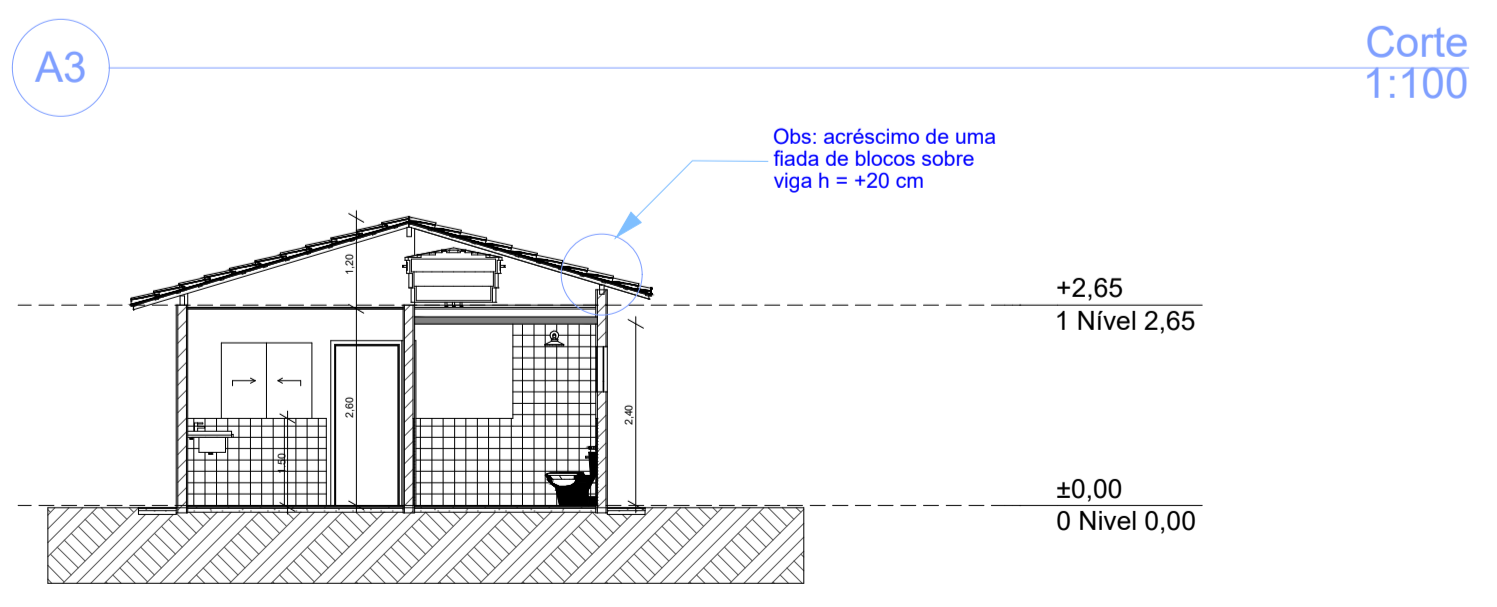 A3
Corte
1:100
Obs: acréscimo de uma
fiada de blocos sobre
viga h = +20 cm
1,20
+2,65
1 Nível 2,65
2,60
2,40
1,50
±0,00
0 Nivel 0,00